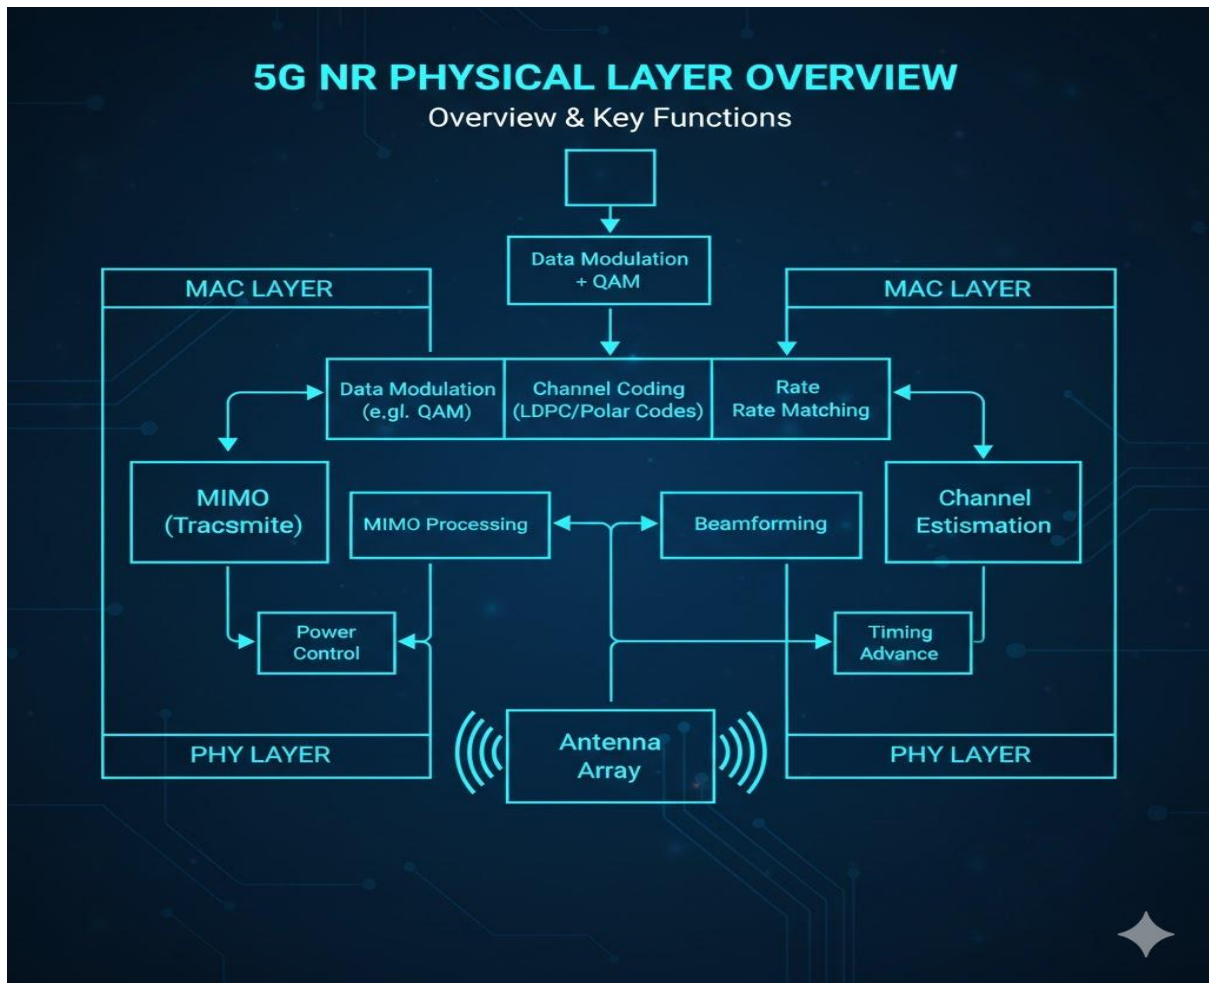 5G NR PHYSICAL LAYER OVERVIEW
Overview & Key Functions
Data Modulation
+ QAM
MAC LAYER
MAC LAYER
Data Modulation
(e.gl. QAM)
Channel Coding
(LDPC/Polar Codes)
Rate
Rate Matching
MIMO
(Tracsmite)
MIMO Processing
Beamforming
Channel
Estismation
Power
Control
Timing
Advance
PHY LAYER
Antenna
Array
PHY LAYER